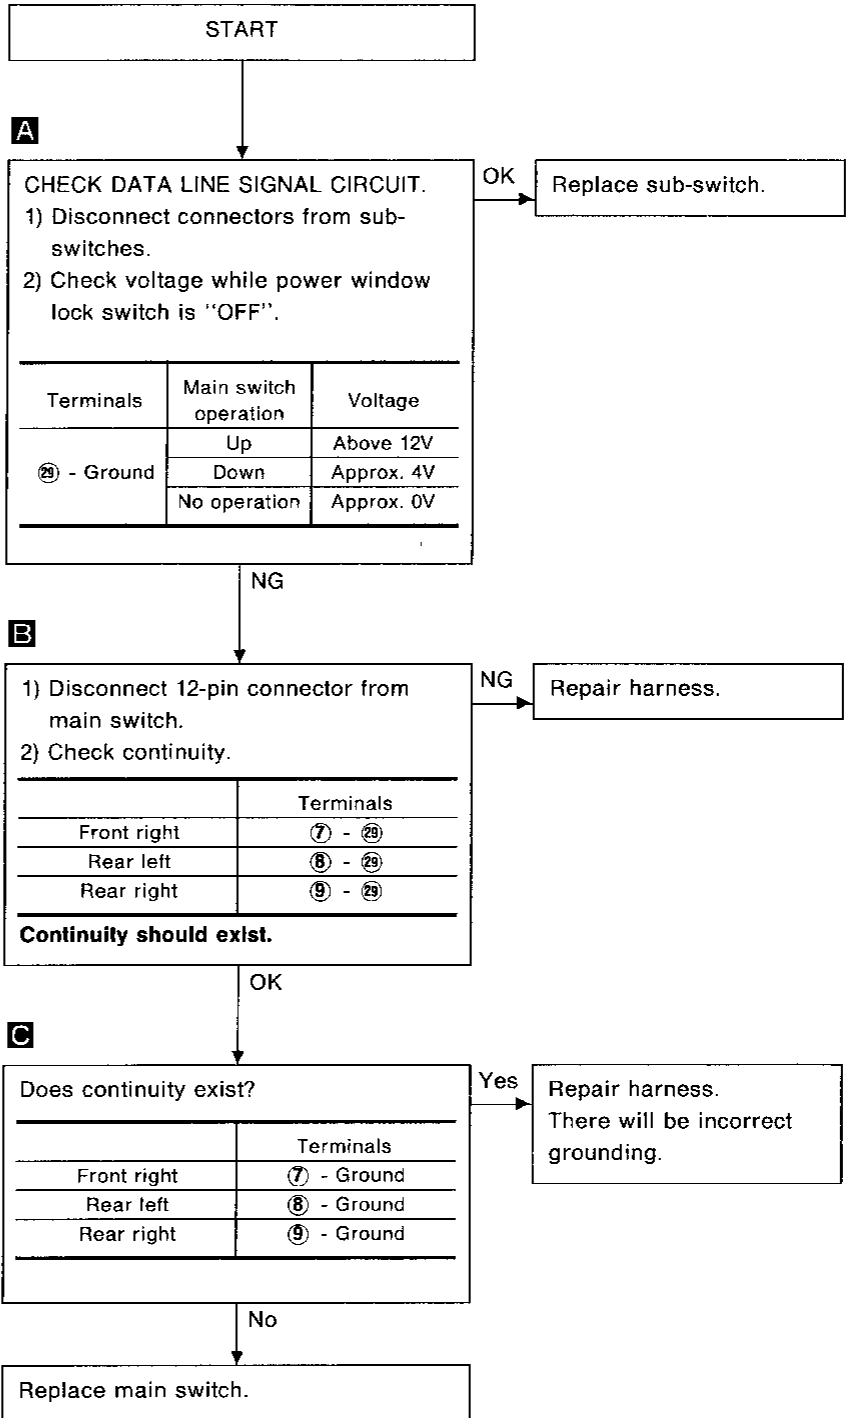 START
A
CHECK DATA LINE SIGNAL CIRCUIT.
1) Disconnect connectors from sub-
switches.
2) Check voltage while power window
lock switch is "OFF".
Terminals
Main switch
operation
Voltage
㉙ - Ground
Up
Above 12V
Down
Approx. 4V
No operation
Approx. 0V
OK
Replace sub-switch.
NG
B
1) Disconnect 12-pin connector from
main switch.
2) Check continuity.
Terminals
Front right
⑦ - ㉙
Rear left
⑧ - ㉙
Rear right
⑨ - ㉙
Continuity should exist.
NG
Repair harness.
OK
C
Does continuity exist?
Terminals
Front right
⑦ - Ground
Rear left
⑧ - Ground
Rear right
⑨ - Ground
Yes
Repair harness.
There will be incorrect
grounding.
No
Replace main switch.